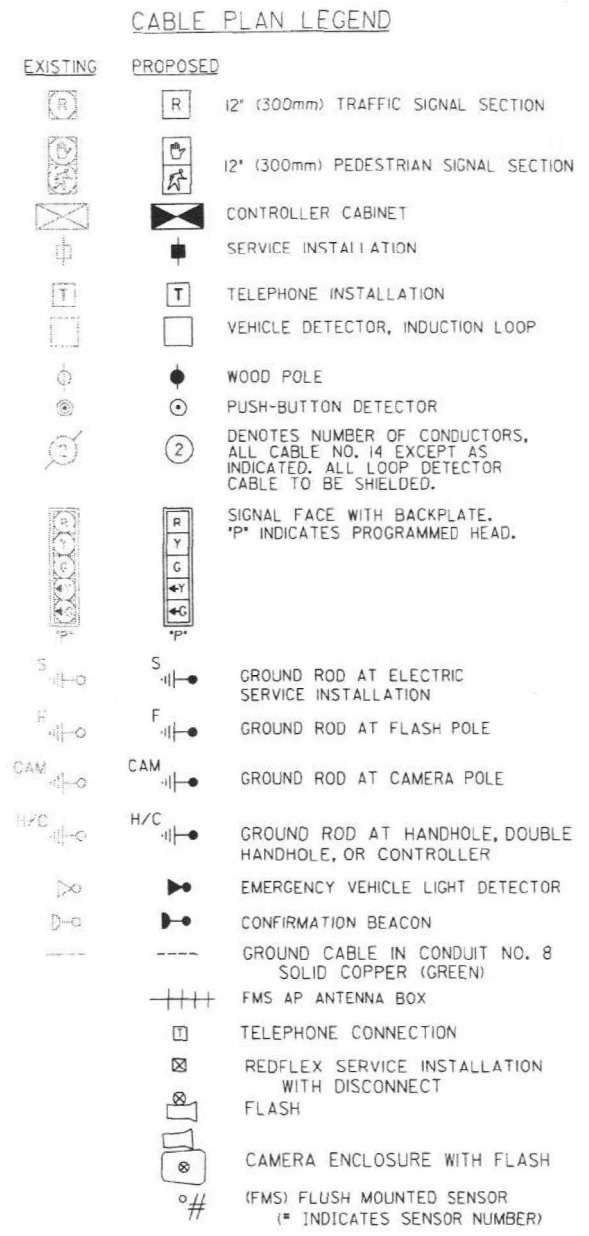 CABLE PLAN LEGEND
EXISTING PROPOSED
R R 12" (300mm) TRAFFIC SIGNAL SECTION
12" (300mm) PEDESTRIAN SIGNAL SECTION
CONTROLLER CABINET
SERVICE INSTALLATION
T T TELEPHONE INSTALLATION
VEHICLE DETECTOR, INDUCTION LOOP
WOOD POLE
PUSH-BUTTON DETECTOR
2 DENOTES NUMBER OF CONDUCTORS,
ALL CABLE NO. 14 EXCEPT AS
INDICATED. ALL LOOP DETECTOR
CABLE TO BE SHIELDED.
R R SIGNAL FACE WITH BACKPLATE.
Y Y "P" INDICATES PROGRAMMED HEAD.
G G
←Y ←Y
←G ←G
"P" "P"
S S GROUND ROD AT ELECTRIC
SERVICE INSTALLATION
F F GROUND ROD AT FLASH POLE
CAM CAM GROUND ROD AT CAMERA POLE
H/C H/C GROUND ROD AT HANDHOLE, DOUBLE
HANDHOLE, OR CONTROLLER
EMERGENCY VEHICLE LIGHT DETECTOR
CONFIRMATION BEACON
GROUND CABLE IN CONDUIT NO. 8
SOLID COPPER (GREEN)
FMS AP ANTENNA BOX
T TELEPHONE CONNECTION
REDFLEX SERVICE INSTALLATION
WITH DISCONNECT
FLASH
CAMERA ENCLOSURE WITH FLASH
°# (FMS) FLUSH MOUNTED SENSOR
(# INDICATES SENSOR NUMBER)